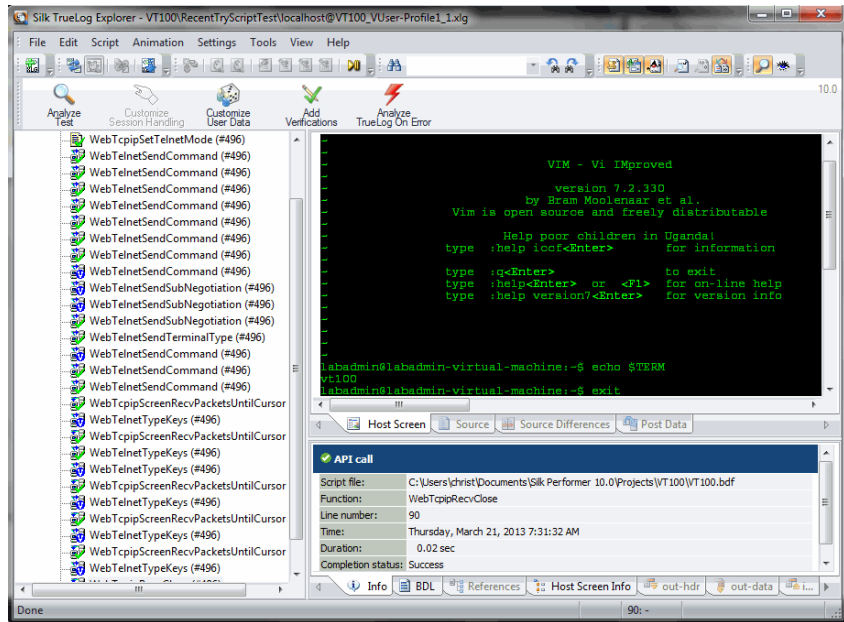 Silk TrueLog Explorer - VT100\RecentTryScriptTest\localhost@VT100_VUser-Profile1_1.xlg
File Edit Script Animation Settings Tools View Help
10.0
Analyze Test
Customize Session Handling
Customize User Data
Add Verifications
Analyze TrueLog On Error
WebTcpipSetTelnetMode (#496)
WebTelnetSendCommand (#496)
WebTelnetSendCommand (#496)
WebTelnetSendCommand (#496)
WebTelnetSendCommand (#496)
WebTelnetSendCommand (#496)
WebTelnetSendCommand (#496)
WebTelnetSendCommand (#496)
WebTelnetSendCommand (#496)
WebTelnetSendSubNegotiation (#496)
WebTelnetSendSubNegotiation (#496)
WebTelnetSendSubNegotiation (#496)
WebTelnetSendTerminalType (#496)
WebTelnetSendCommand (#496)
WebTelnetSendCommand (#496)
WebTelnetSendCommand (#496)
WebTcpipScreenRecvPacketsUntilCursor
WebTelnetTypeKeys (#496)
WebTcpipScreenRecvPacketsUntilCursor
WebTelnetTypeKeys (#496)
WebTcpipScreenRecvPacketsUntilCursor
WebTelnetTypeKeys (#496)
WebTcpipScreenRecvPacketsUntilCursor
WebTelnetTypeKeys (#496)
WebTcpipScreenRecvPacketsUntilCursor
WebTelnetTypeKeys (#496)
~
~
~ VIM - Vi IMproved
~
~ version 7.2.330
~ by Bram Moolenaar et al.
~ Vim is open source and freely distributable
~
~ Help poor children in Uganda!
~ type :help iccf<Enter> for information
~
~ type :q<Enter> to exit
~ type :help<Enter> or <F1> for on-line help
~ type :help version7<Enter> for version info
~
~
~
~
~
labadmin@labadmin-virtual-machine:~$ echo $TERM
vt100
labadmin@labadmin-virtual-machine:~$ exit
Host Screen Source Source Differences Post Data
API call
Script file: C:\Users\christ\Documents\Silk Performer 10.0\Projects\VT100\VT100.bdf
Function: WebTcpipRecvClose
Line number: 90
Time: Thursday, March 21, 2013 7:31:32 AM
Duration: 0.02 sec
Completion status: Success
Info BDL References Host Screen Info out-hdr out-data i...
Done
90: -